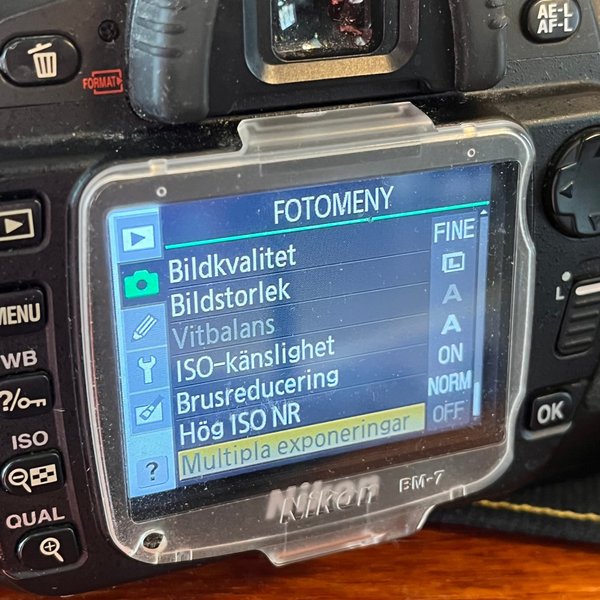 AE-L
AF-L
FORMAT
FOTOMENY
Bildkvalitet FINE
Bildstorlek L
Vitbalans A
ISO-känslighet A
Brusreducering ON
Hög ISO NR NORM
Multipla exponeringar OFF
?
L
MENU
WB
?/
ISO
QUAL
OK
Nikon BM-7